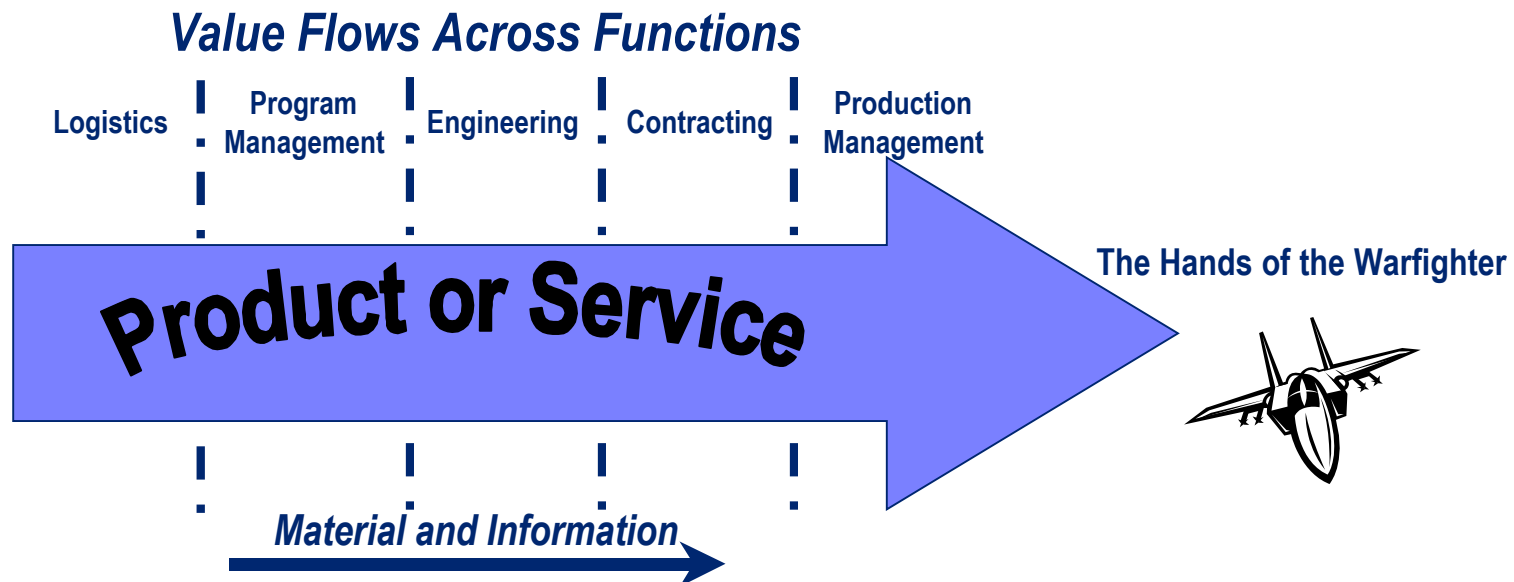 Value Flows Across Functions
Logistics
Program
Management
Engineering
Contracting
Production
Management
Product or Service
The Hands of the Warfighter
Material and Information